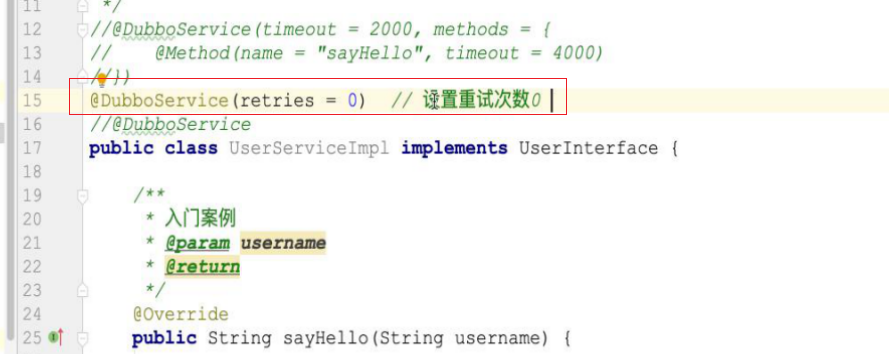 11 */
12 //@DubboService(timeout = 2000, methods = {
13 //    @Method(name = "sayHello", timeout = 4000)
14 //})
15 @DubboService(retries = 0)  // 设置重试次数0
16 //@DubboService
17 public class UserServiceImpl implements UserInterface {
18
19 /**
20 * 入门案例
21 * @param username
22 * @return
23 */
24 @Override
25 public String sayHello(String username) {